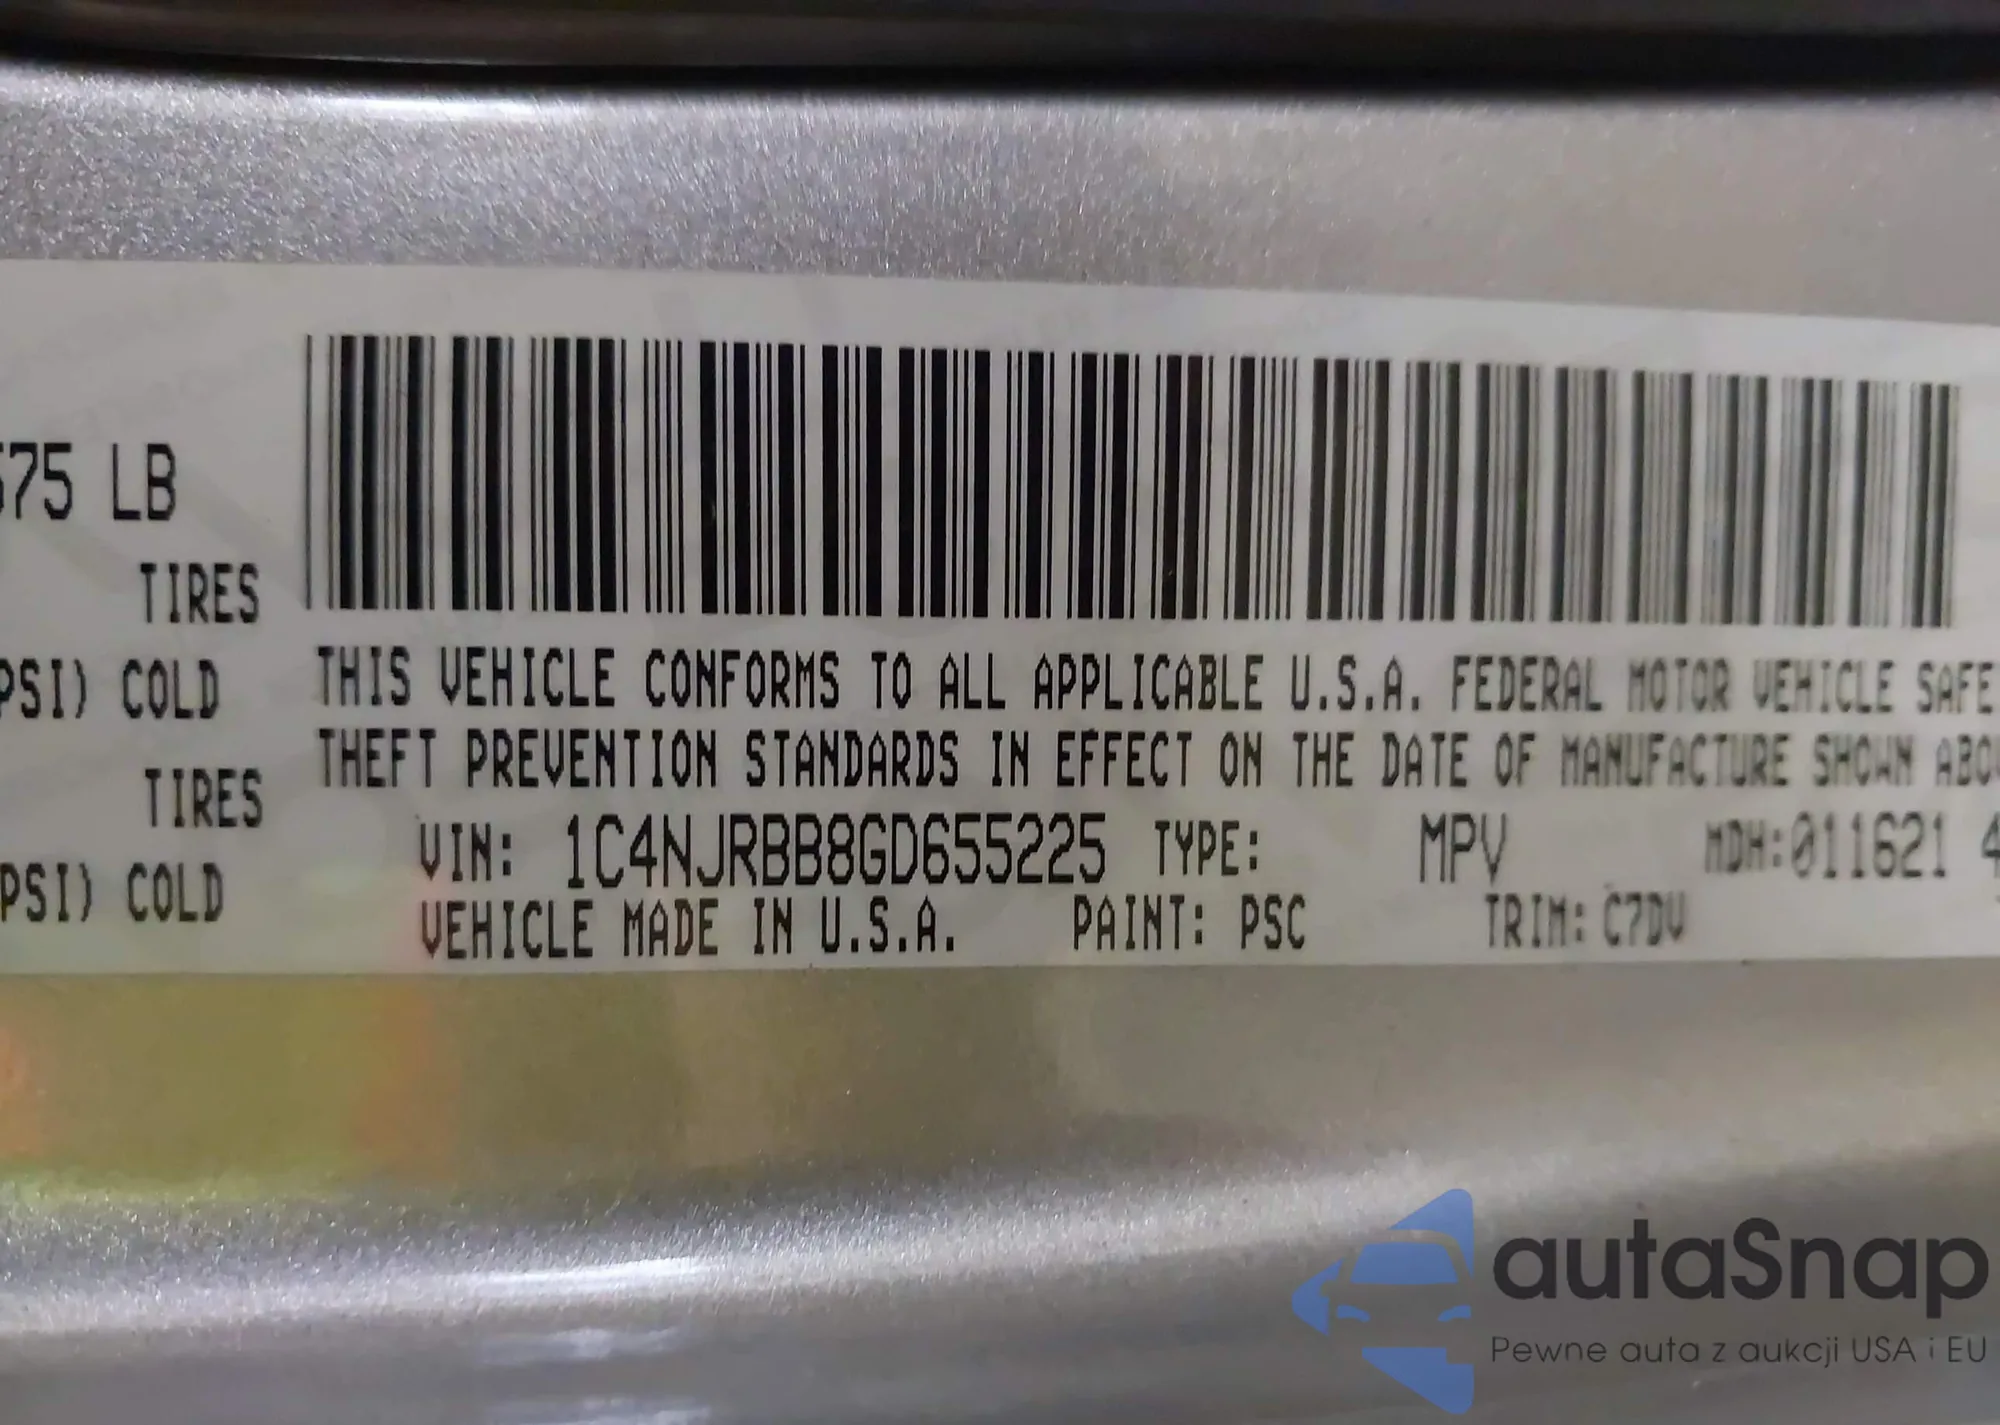 575 LB
TIRES
PSI) COLD
TIRES
PSI) COLD
THIS VEHICLE CONFORMS TO ALL APPLICABLE U.S.A. FEDERAL MOTOR VEHICLE SAFE
THEFT PREVENTION STANDARDS IN EFFECT ON THE DATE OF MANUFACTURE SHOWN ABO
VIN: 1C4NJRBB8GD655225 TYPE: MPV MDH:011621 4
VEHICLE MADE IN U.S.A. PAINT: PSC TRIM: C7DV
autaSnap
Pewne auta z aukcji USA i EU